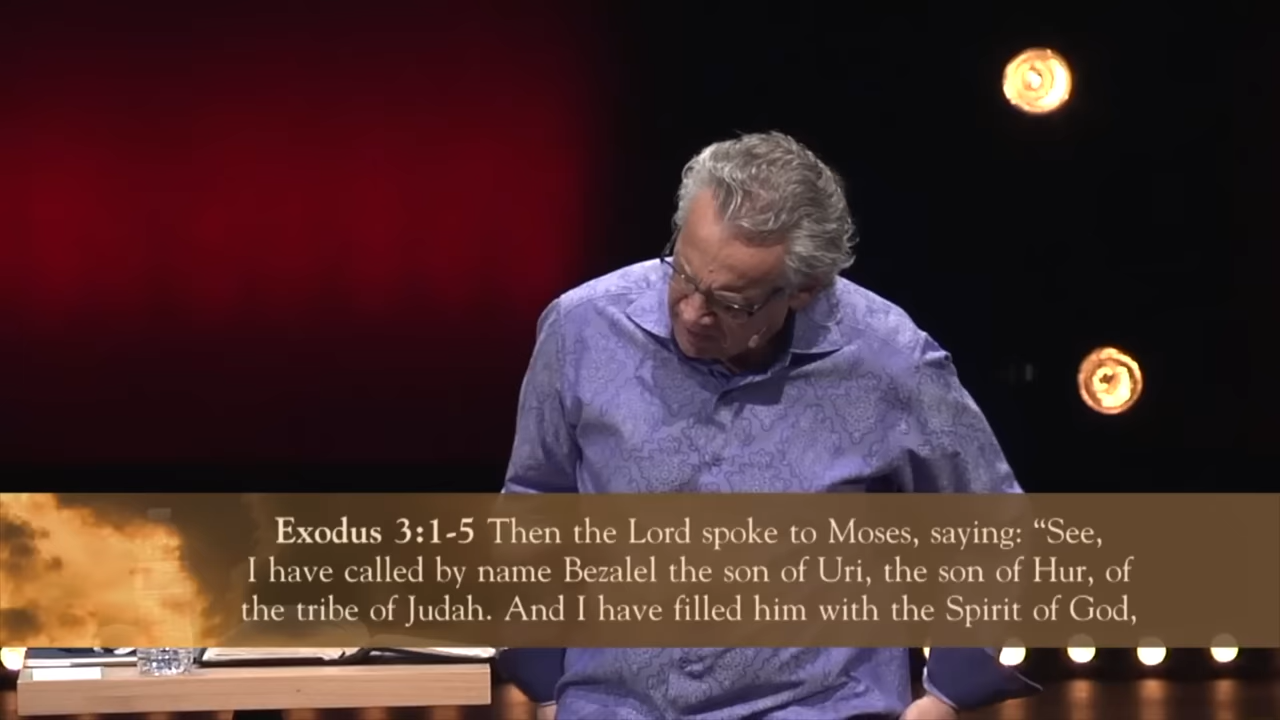 Exodus 3:1-5 Then the Lord spoke to Moses, saying: “See,
I have called by name Bezalel the son of Uri, the son of Hur, of
the tribe of Judah. And I have filled him with the Spirit of God,